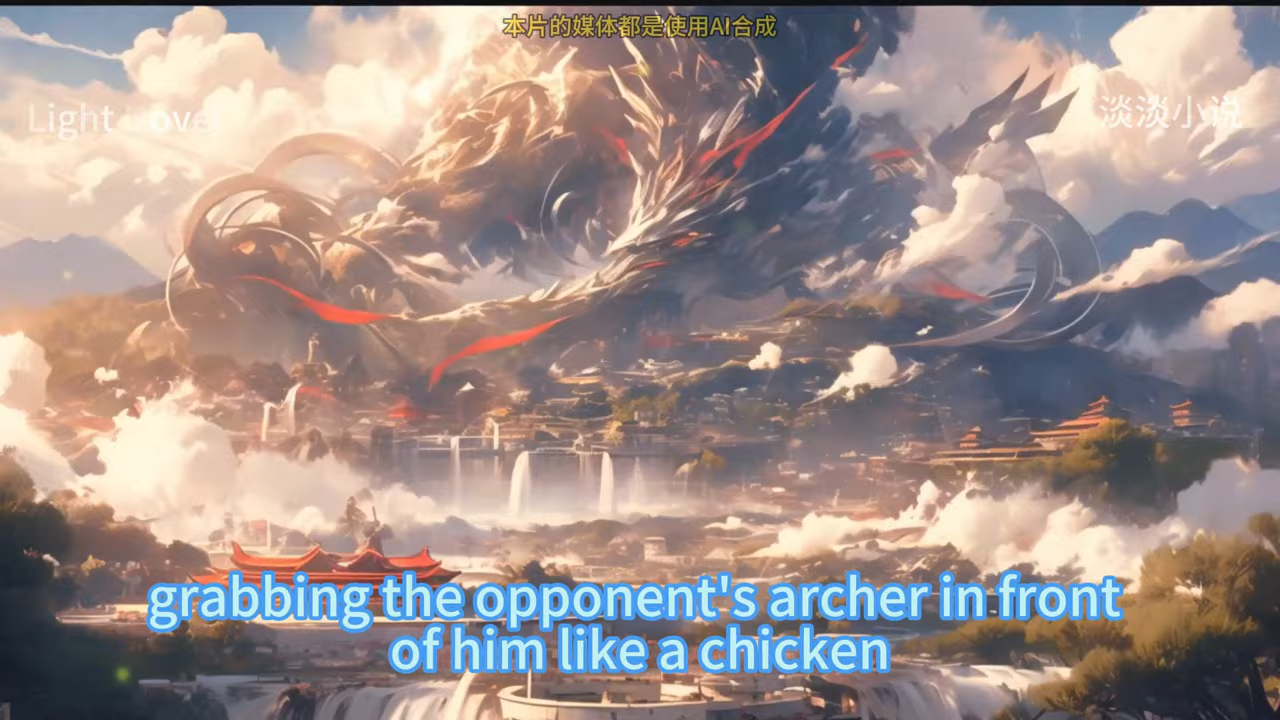 本片的媒体都是使用AI合成
Light
淡淡小说
grabbing the opponent's archer in front
of him like a chicken